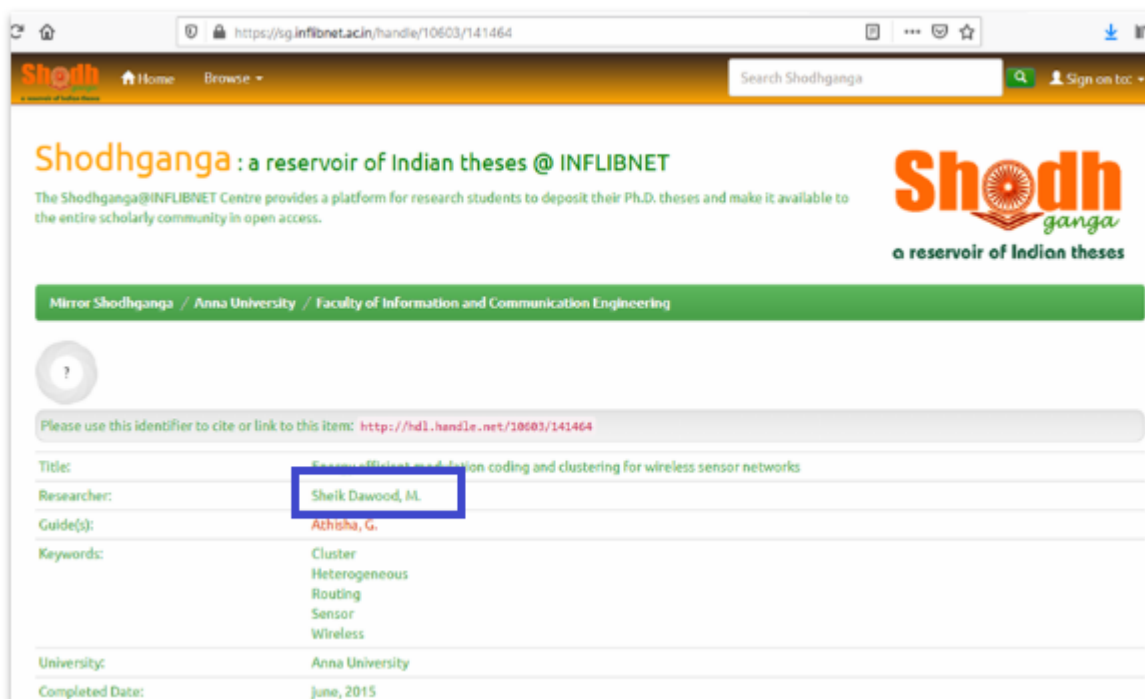 https://sg.inflibnet.ac.in/handle/10603/141464
Shodh
ganga
a reservoir of Indian theses
Home Browse
Search Shodhganga
Sign on to:
Shodhganga : a reservoir of Indian theses @ INFLIBNET
The Shodhganga@INFLIBNET Centre provides a platform for research students to deposit their Ph.D. theses and make it available to
the entire scholarly community in open access.
Shodh
ganga
a reservoir of Indian theses
Mirror Shodhganga / Anna University / Faculty of Information and Communication Engineering
?
Please use this identifier to cite or link to this item: http://hdl.handle.net/10603/141464
Title: Energy efficient modulation coding and clustering for wireless sensor networks
Researcher: Sheik Dawood, M.
Guide(s): Athisha, G.
Keywords: Cluster
Heterogeneous
Routing
Sensor
Wireless
University: Anna University
Completed Date: June, 2015